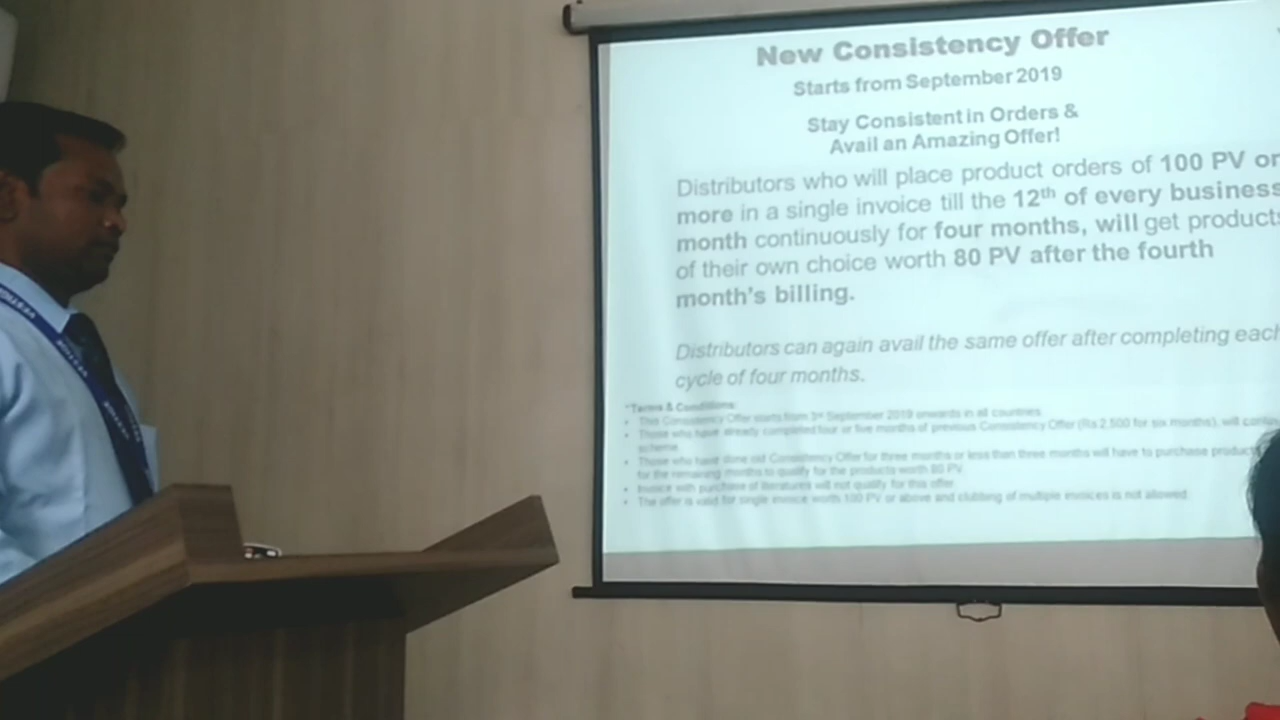 New Consistency Offer
Starts from September 2019
Stay Consistent in Orders &
Avail an Amazing Offer!
Distributors who will place product orders of 100 PV or
more in a single invoice till the 12th of every business
month continuously for four months, will get products
of their own choice worth 80 PV after the fourth
month's billing.
Distributors can again avail the same offer after completing each
cycle of four months.
*Terms & Conditions:
• This Consistency Offer starts from 3rd September 2019 onwards in all countries
• Those who have already completed four or five months of previous Consistency Offer (Rs 2,500 for six months), will
scheme
• Those who have done old Consistency Offer for three months or less than three months will have to purchase
for the remaining months to qualify for the products worth 80 PV
• Invoice with purchase of literatures will not qualify for this offer
• The offer is valid for single invoice worth 100 PV or above and clubbing of multiple invoices is not allowed